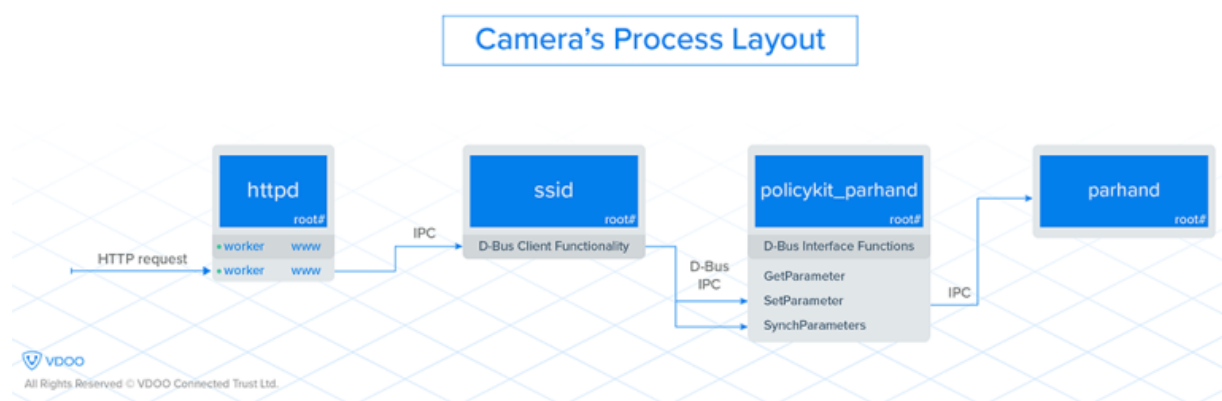 Camera's Process Layout
httpd
root#
worker www
worker www
HTTP request
IPC
ssid
root#
D-Bus Client Functionality
D-Bus
IPC
policykit_parhand
root#
D-Bus Interface Functions
GetParameter
SetParameter
SynchParameters
IPC
parhand
root#
VDOO
All Rights Reserved © VDOO Connected Trust Ltd.